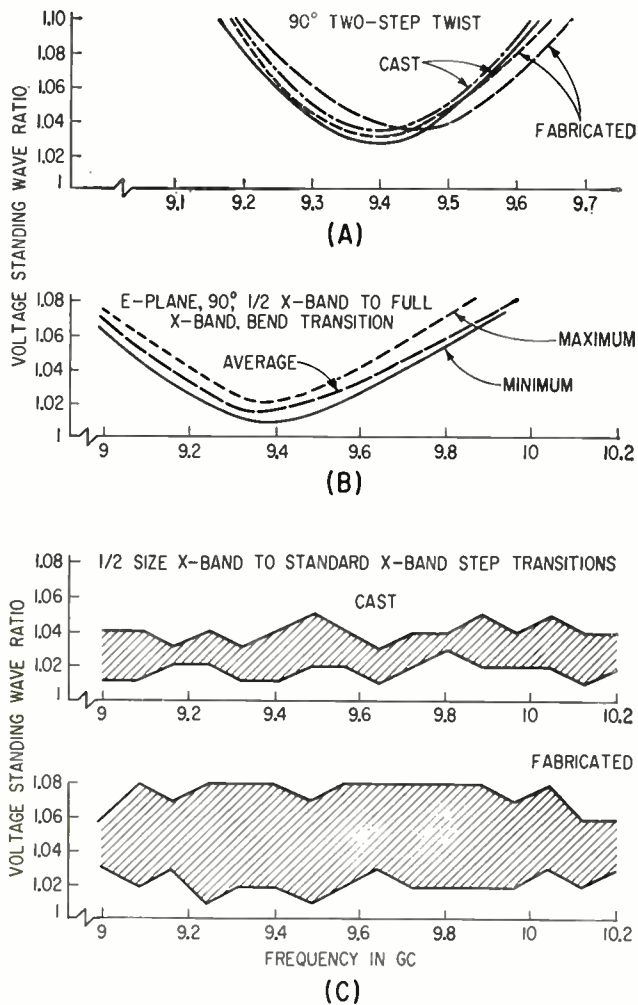 VOLTAGE STANDING WAVE RATIO
1.10
1.08
1.06
1.04
1.02
1
90° TWO-STEP TWIST
CAST
FABRICATED
9.1 9.2 9.3 9.4 9.5 9.6 9.7
(A)
1.08
1.06
1.04
1.02
1
E-PLANE, 90°, 1/2 X-BAND TO FULL
X-BAND, BEND TRANSITION
AVERAGE
MAXIMUM
MINIMUM
9 9.2 9.4 9.6 9.8 10 10.2
(B)
VOLTAGE STANDING WAVE RATIO
1.08
1.06
1.04
1.02
1
1/2 SIZE X-BAND TO STANDARD X-BAND STEP TRANSITIONS
CAST
9 9.2 9.4 9.6 9.8 10 10.2
FABRICATED
1.08
1.06
1.04
1.02
1
9 9.2 9.4 9.6 9.8 10 10.2
FREQUENCY IN GC
(C)